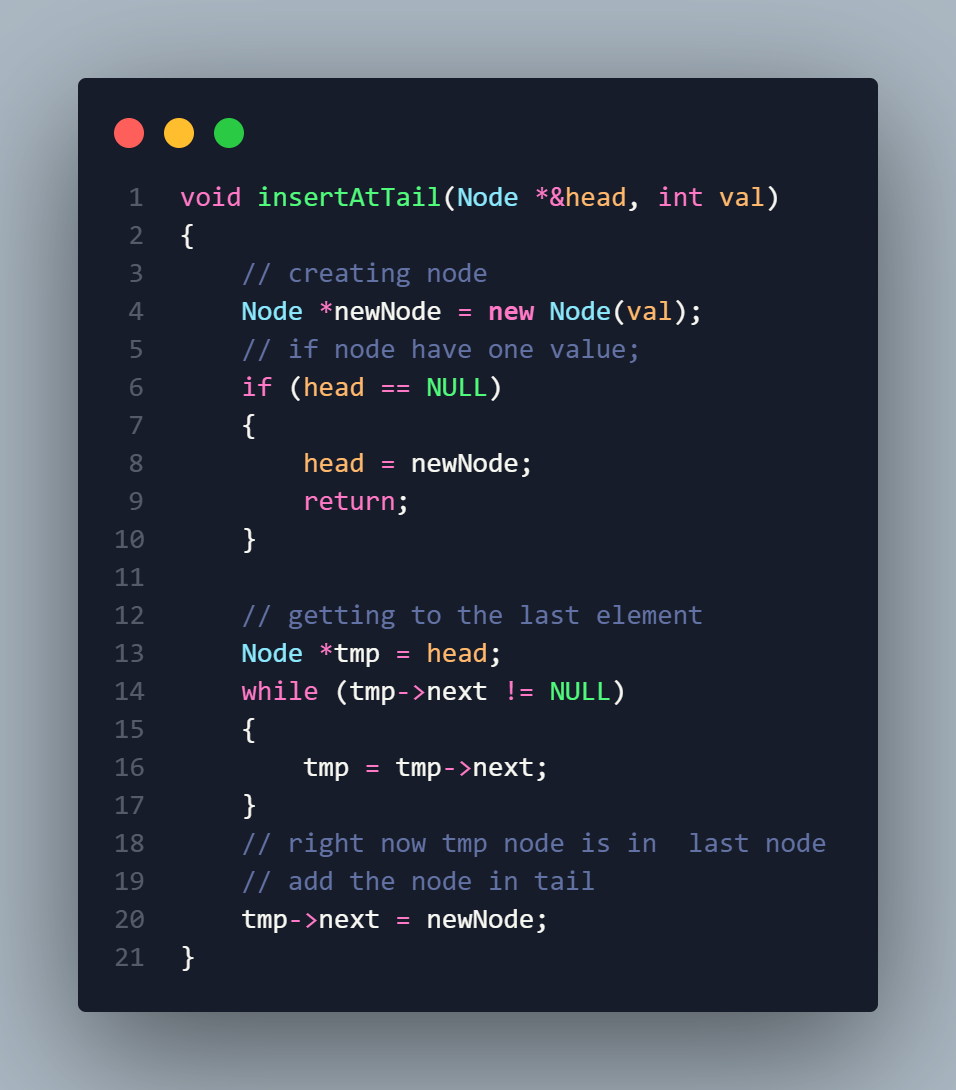 1 void insertAtTail(Node *&head, int val)
2 {
3     // creating node
4     Node *newNode = new Node(val);
5     // if node have one value;
6     if (head == NULL)
7     {
8         head = newNode;
9         return;
10     }
11
12     // getting to the last element
13     Node *tmp = head;
14     while (tmp->next != NULL)
15     {
16         tmp = tmp->next;
17     }
18     // right now tmp node is in  last node
19     // add the node in tail
20     tmp->next = newNode;
21 }